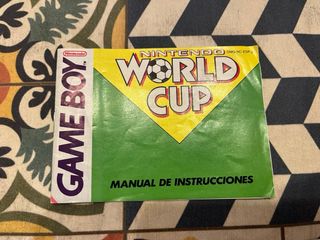 Nintendo
GAME BOY
NINTENDO
WORLD
CUP
MANUAL DE INSTRUCCIONES